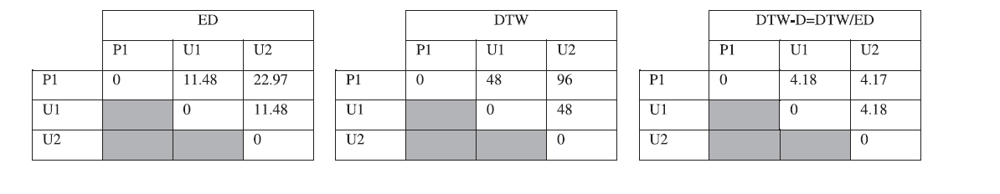 ED DTW DTW-D=DTW/ED
P1 U1 U2 P1 U1 U2 P1 U1 U2
P1 0 11.48 22.97 P1 0 48 96 P1 0 4.18 4.17
U1 0 11.48 U1 0 48 U1 0 4.18
U2 0 U2 0 U2 0